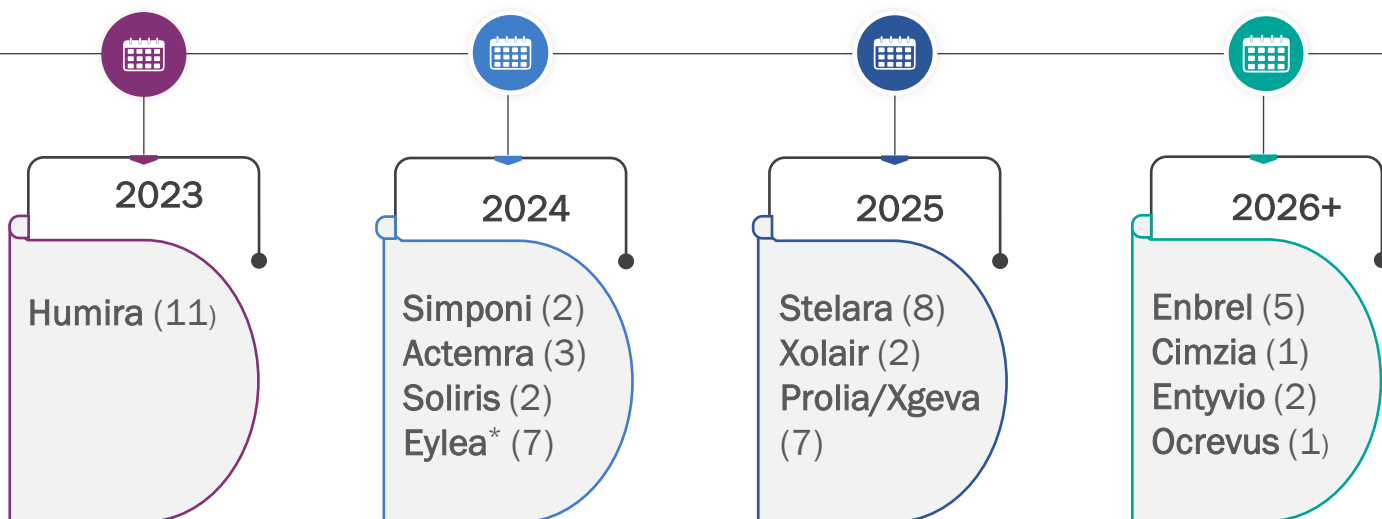 2023
Humira (11)
2024
Simponi (2)
Actemra (3)
Soliris (2)
Eylea* (7)
2025
Stelara (8)
Xolair (2)
Prolia/Xgeva
(7)
2026+
Enbrel (5)
Cimzia (1)
Entyvio (2)
Ocrevus (1)